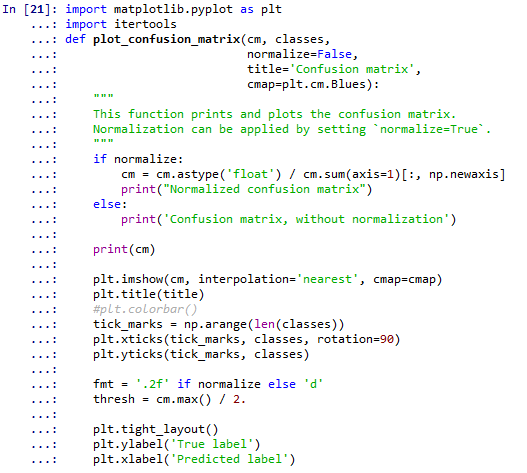 In [21]: import matplotlib.pyplot as plt
    ...: import itertools
    ...: def plot_confusion_matrix(cm, classes,
    ...:                           normalize=False,
    ...:                           title='Confusion matrix',
    ...:                           cmap=plt.cm.Blues):
    ...:     """
    ...:     This function prints and plots the confusion matrix.
    ...:     Normalization can be applied by setting `normalize=True`.
    ...:     """
    ...:     if normalize:
    ...:         cm = cm.astype('float') / cm.sum(axis=1)[:, np.newaxis]
    ...:         print("Normalized confusion matrix")
    ...:     else:
    ...:         print('Confusion matrix, without normalization')
    ...:
    ...:     print(cm)
    ...:
    ...:     plt.imshow(cm, interpolation='nearest', cmap=cmap)
    ...:     plt.title(title)
    ...:     #plt.colorbar()
    ...:     tick_marks = np.arange(len(classes))
    ...:     plt.xticks(tick_marks, classes, rotation=90)
    ...:     plt.yticks(tick_marks, classes)
    ...:
    ...:     fmt = '.2f' if normalize else 'd'
    ...:     thresh = cm.max() / 2.
    ...:
    ...:     plt.tight_layout()
    ...:     plt.ylabel('True label')
    ...:     plt.xlabel('Predicted label')